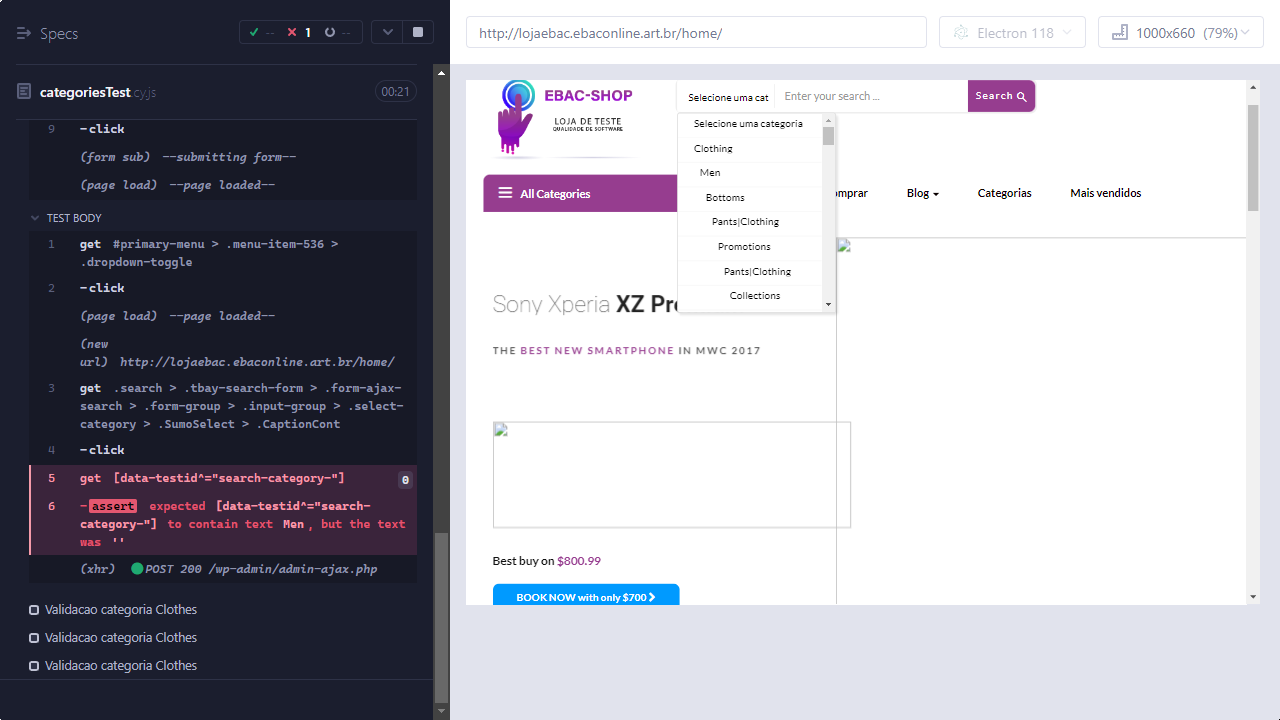 Specs
-- 1 --
categoriesTest.cy.js 00:21
9 -click
(form sub) --submitting form--
(page load) --page loaded--
TEST BODY
1 get #primary-menu > .menu-item-536 >
.dropdown-toggle
2 -click
(page load) --page loaded--
(new
url) http://lojaebac.ebaconline.art.br/home/
3 get .search > .tbay-search-form > .form-ajax-
search > .form-group > .input-group > .select-
category > .SumoSelect > .CaptionCont
4 -click
5 get [data-testid^="search-category-"] 0
6 -assert expected [data-testid^="search-
category-"] to contain text Men, but the text
was ''
(xhr) POST 200 /wp-admin/admin-ajax.php
Validacao categoria Clothes
Validacao categoria Clothes
Validacao categoria Clothes
http://lojaebac.ebaconline.art.br/home/
Electron 118
1000x660 (79%)
EBAC-SHOP
LOJA DE TESTE
QUALIDADE DE SOFTWARE
Selecione uma cat
Enter your search ...
Search
Selecione uma categoria
Clothing
Men
Bottoms
Pants|Clothing
Promotions
Pants|Clothing
Collections
All Categories
omprar
Blog
Categorias
Mais vendidos
Sony Xperia XZ Pre
THE BEST NEW SMARTPHONE IN MWC 2017
Best buy on $800.99
BOOK NOW with only $700